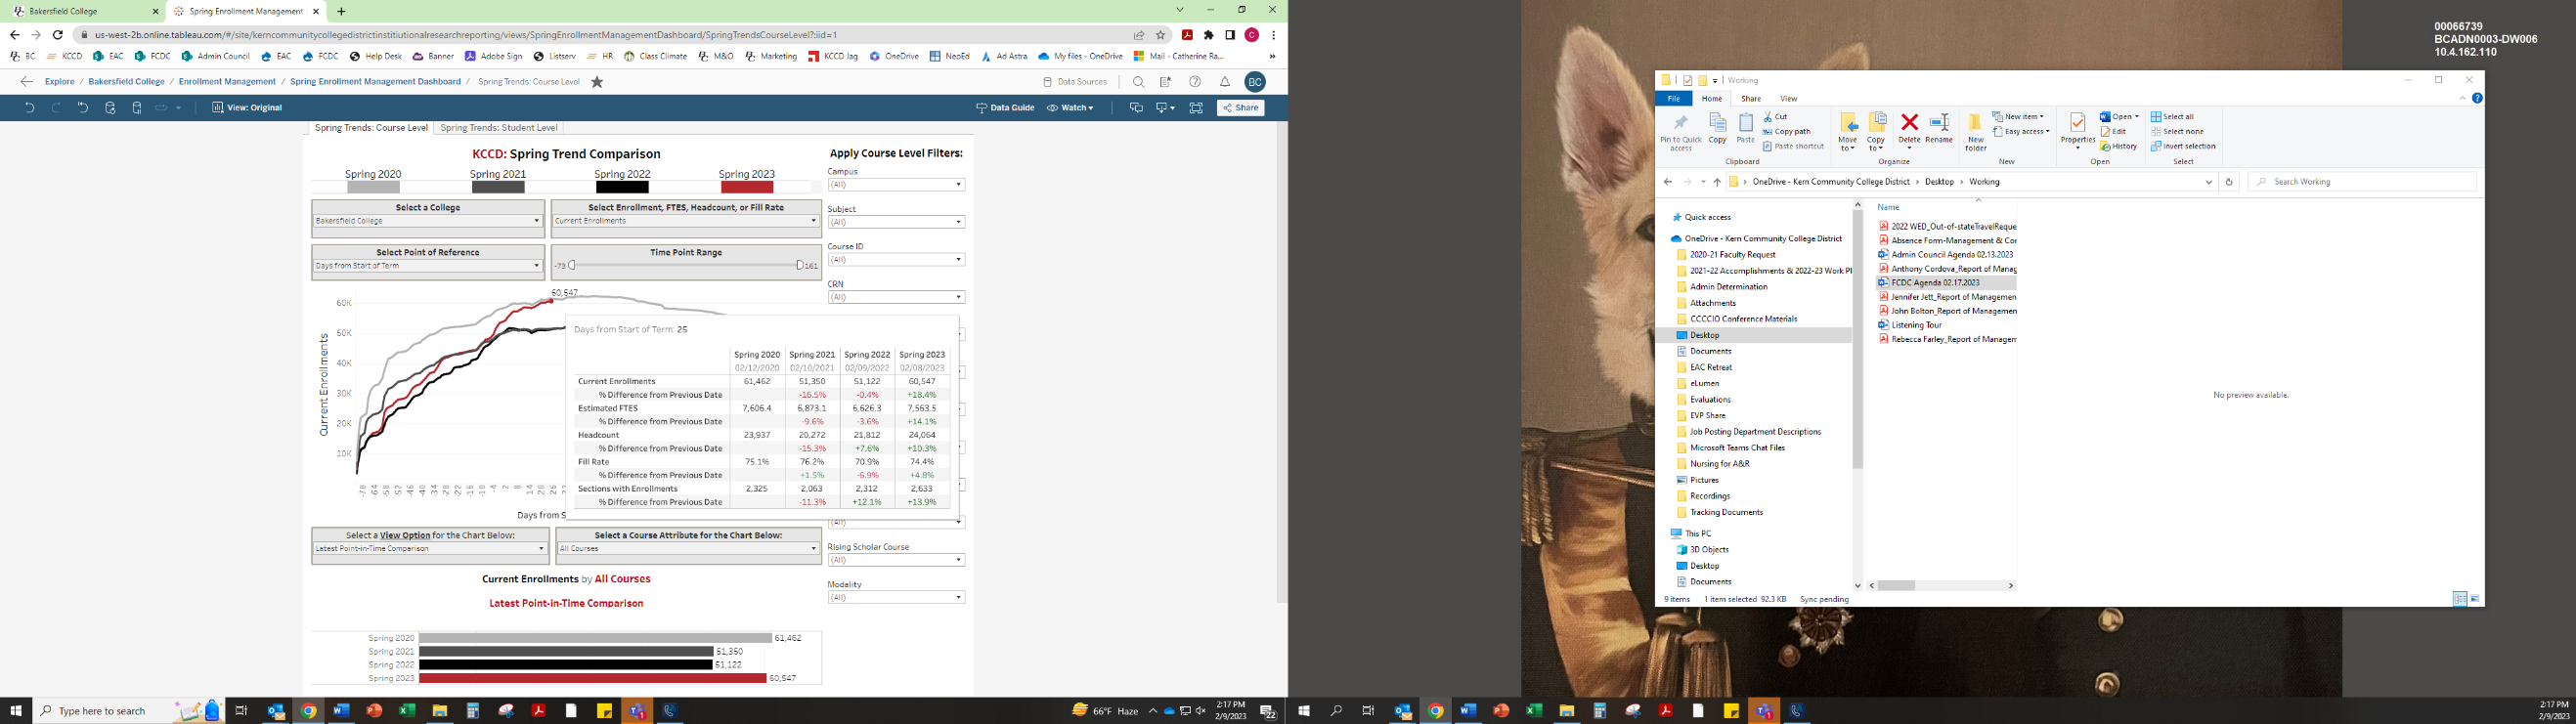 Bakersfield College
Spring Enrollment Management
us-west-2b.online.tableau.com/#/site/kerncommunitycollegedistrictinstitiutionalresearchreporting/views/SpringEnrollmentManagementDashboard/SpringTrendsCourseLevel?:iid=1
BC KCCD EAC FCDC Admin Council EAC FCDC Help Desk Banner Adobe Sign Listserv HR Class Climate M&O Marketing KCCD Jag OneDrive NeoEd Ad Astra My files - OneDrive Mail - Catherine Ra...
Explore / Bakersfield College / Enrollment Management / Spring Enrollment Management Dashboard / Spring Trends: Course Level
Data Sources
BC
View: Original
Data Guide Watch Share
Spring Trends: Course Level Spring Trends: Student Level
KCCD: Spring Trend Comparison
Spring 2020 Spring 2021 Spring 2022 Spring 2023
Select a College
Bakersfield College
Select Enrollment, FTES, Headcount, or Fill Rate
Current Enrollments
Select Point of Reference
Days from Start of Term
Time Point Range
-73 161
Apply Course Level Filters:
Campus
(All)
Subject
(All)
Course ID
(All)
CRN
(All)
60,547
60K
50K
40K
30K
20K
10K
Current Enrollments
-70 -64 -58 -52 -46 -40 -34 -28 -22 -16 -10 -4 2 8 14 20 26
Days from S
Days from Start of Term: 25
Spring 2020 Spring 2021 Spring 2022 Spring 2023
02/12/2020 02/10/2021 02/09/2022 02/08/2023
Current Enrollments 61,462 51,350 51,122 60,547
% Difference from Previous Date -16.5% -0.4% +18.4%
Estimated FTES 7,606.4 6,873.1 6,626.3 7,563.5
% Difference from Previous Date -9.6% -3.6% +14.1%
Headcount 23,937 20,272 21,812 24,064
% Difference from Previous Date -15.3% +7.6% +10.3%
Fill Rate 75.1% 76.2% 70.9% 74.4%
% Difference from Previous Date +1.5% -6.9% +4.8%
Sections with Enrollments 2,325 2,063 2,312 2,633
% Difference from Previous Date -11.3% +12.1% +13.9%
(All)
Rising Scholar Course
(All)
Modality
(All)
Select a View Option for the Chart Below:
Latest Point-in-Time Comparison
Select a Course Attribute for the Chart Below:
All Courses
Current Enrollments by All Courses
Latest Point-in-Time Comparison
Spring 2020 61,462
Spring 2021 51,350
Spring 2022 51,122
Spring 2023 60,547
Type here to search
66°F Haze
2:17 PM
2/9/2023
22
00066739
BCADN0003-DW006
10.4.162.110
Working
File Home Share View
Pin to Quick access
Copy
Paste
Cut
Copy path
Paste shortcut
Clipboard
Move to
Copy to
Delete
Rename
Organize
New folder
New item
Easy access
New
Properties
Open
Edit
History
Open
Select all
Select none
Invert selection
Select
OneDrive - Kern Community College District > Desktop > Working
Search Working
Quick access
OneDrive - Kern Community College District
2020-21 Faculty Request
2021-22 Accomplishments & 2022-23 Work Pl
Admin Determination
Attachments
CCCCIO Conference Materials
Desktop
Documents
EAC Retreat
eLumen
Evaluations
EVP Share
Job Posting Department Descriptions
Microsoft Teams Chat Files
Nursing for A&R
Pictures
Recordings
Tracking Documents
This PC
3D Objects
Desktop
Documents
Name
2022 WED_Out-of-stateTravelReque
Absence Form-Management & Cor
Admin Council Agenda 02.13.2023
Anthony Cordova_Report of Manag
FCDC Agenda 02.17.2023
Jennifer Jett_Report of Managemen
John Bolton_Report of Managemen
Listening Tour
Rebecca Farley_Report of Managem
No preview available.
9 items 1 item selected 92.3 KB Sync pending
2:17 PM
2/9/2023